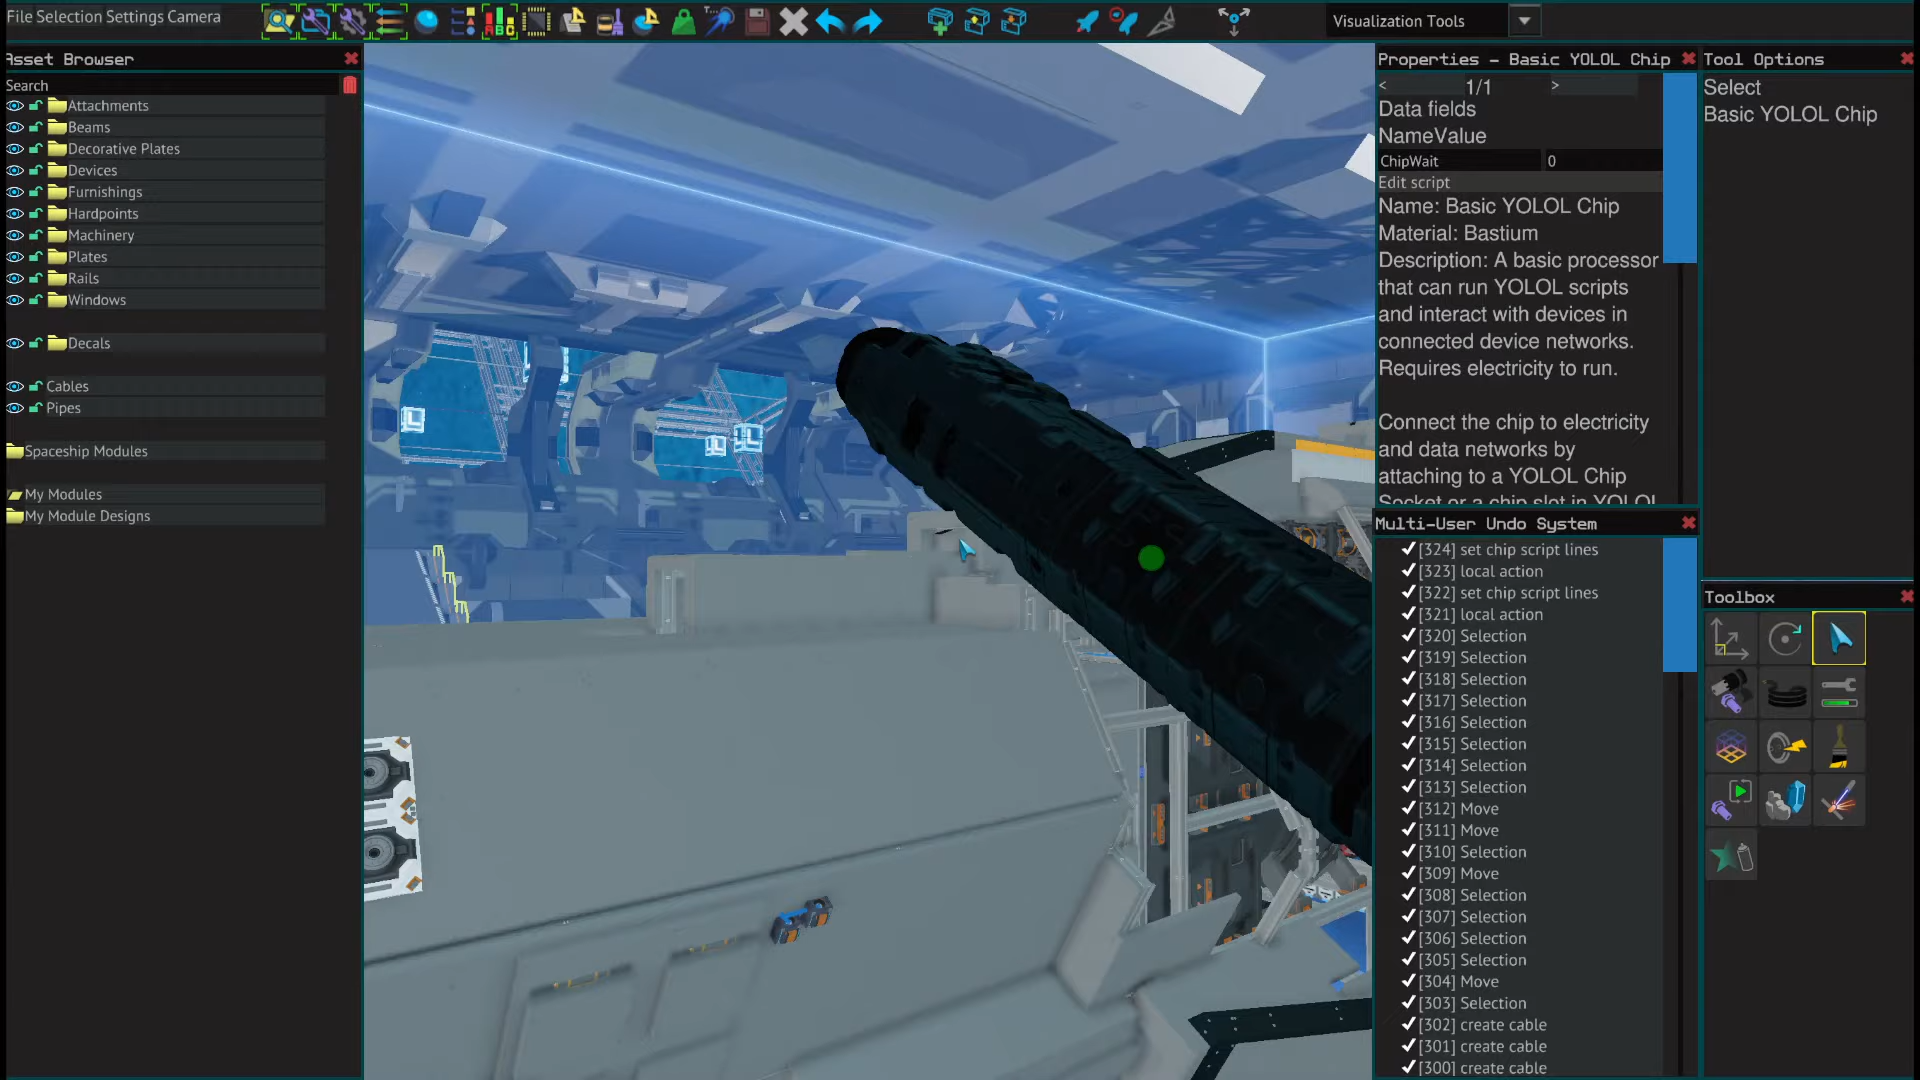 File Selection Settings Camera
Visualization Tools
Asset Browser
Search
Attachments
Beams
Decorative Plates
Devices
Furnishings
Hardpoints
Machinery
Plates
Rails
Windows
Decals
Cables
Pipes
Spaceship Modules
My Modules
My Module Designs
Properties - Basic YOLOL Chip
< 1/1 >
Data fields
NameValue
ChipWait 0
Edit script
Name: Basic YOLOL Chip
Material: Bastium
Description: A basic processor
that can run YOLOL scripts
and interact with devices in
connected device networks.
Requires electricity to run.
Connect the chip to electricity
and data networks by
attaching to a YOLOL Chip
Socket or a chip slot in YOLOL
Multi-User Undo System
[324] set chip script lines
[323] local action
[322] set chip script lines
[321] local action
[320] Selection
[319] Selection
[318] Selection
[317] Selection
[316] Selection
[315] Selection
[314] Selection
[313] Selection
[312] Move
[311] Move
[310] Selection
[309] Move
[308] Selection
[307] Selection
[306] Selection
[305] Selection
[304] Move
[303] Selection
[302] create cable
[301] create cable
[300] create cable
Tool Options
Select
Basic YOLOL Chip
Toolbox